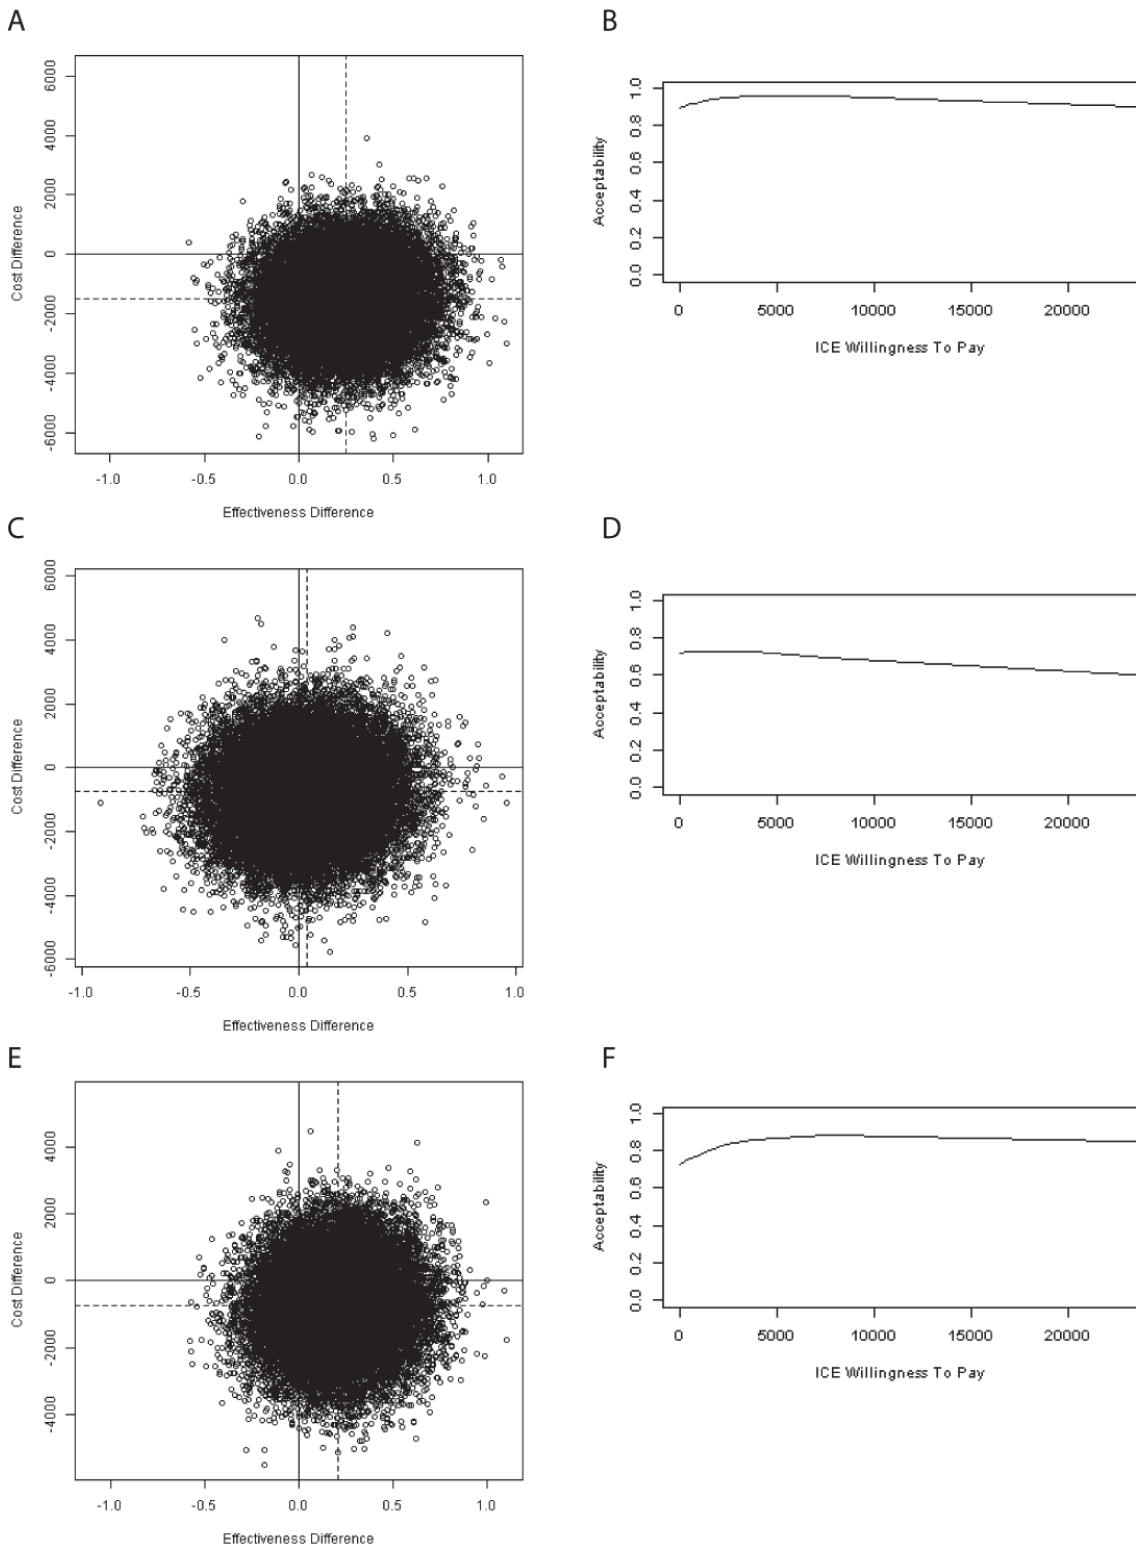 A
6000
4000
2000
0
-2000
-4000
-6000
Cost Difference
-1.0 -0.5 0.0 0.5 1.0
Effectiveness Difference
B
1.0
0.8
0.6
0.4
0.2
0.0
Acceptability
0 5000 10000 15000 20000
ICE Willingness To Pay
C
6000
4000
2000
0
-2000
-4000
-6000
Cost Difference
-1.0 -0.5 0.0 0.5 1.0
Effectiveness Difference
D
1.0
0.8
0.6
0.4
0.2
0.0
Acceptability
0 5000 10000 15000 20000
ICE Willingness To Pay
E
4000
2000
0
-2000
-4000
Cost Difference
-1.0 -0.5 0.0 0.5 1.0
Effectiveness Difference
F
1.0
0.8
0.6
0.4
0.2
0.0
Acceptability
0 5000 10000 15000 20000
ICE Willingness To Pay